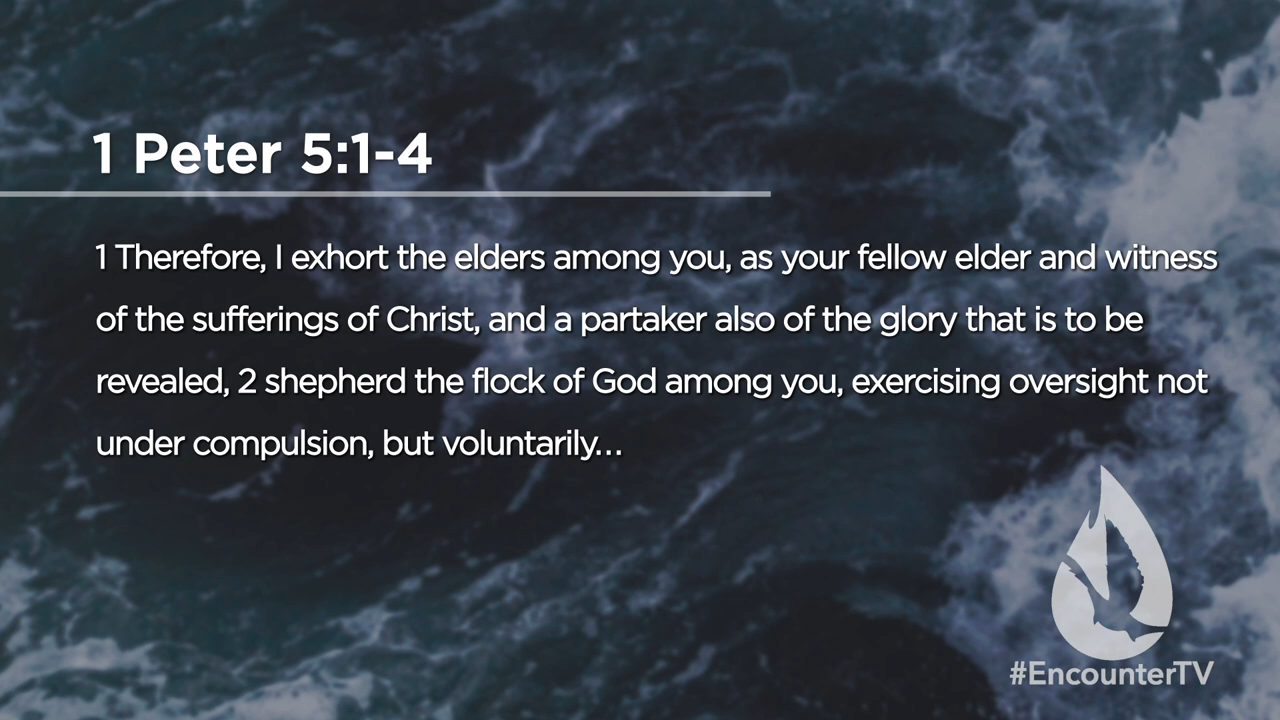 1 Peter 5:1-4
1 Therefore, I exhort the elders among you, as your fellow elder and witness
of the sufferings of Christ, and a partaker also of the glory that is to be
revealed, 2 shepherd the flock of God among you, exercising oversight not
under compulsion, but voluntarily…
#EncounterTV